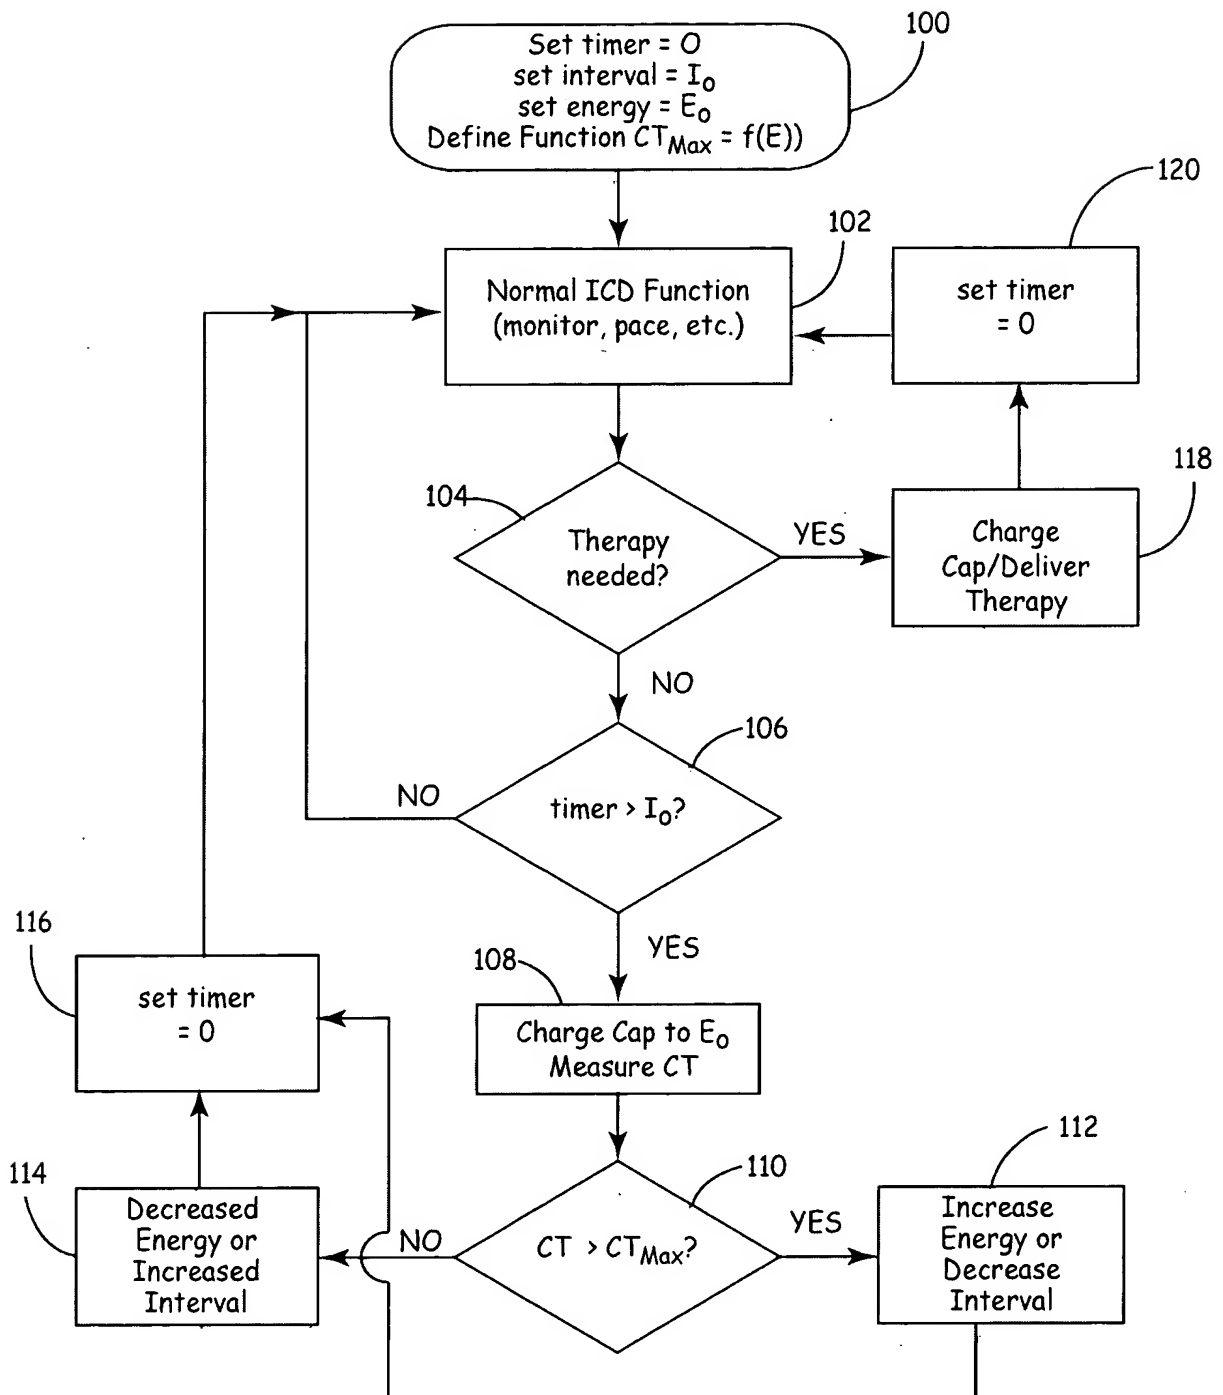 100
Set timer = 0
set interval = I₀
set energy = E₀
Define Function CT_Max = f(E))
120
102
Normal ICD Function
(monitor, pace, etc.)
set timer
= 0
118
104
Therapy
needed?
YES
Charge
Cap/Deliver
Therapy
NO
106
NO
timer > I₀?
116
YES
set timer
= 0
108
Charge Cap to E₀
Measure CT
112
114
110
Decreased
Energy or
Increased
Interval
NO
CT > CT_Max?
YES
Increase
Energy or
Decrease
Interval